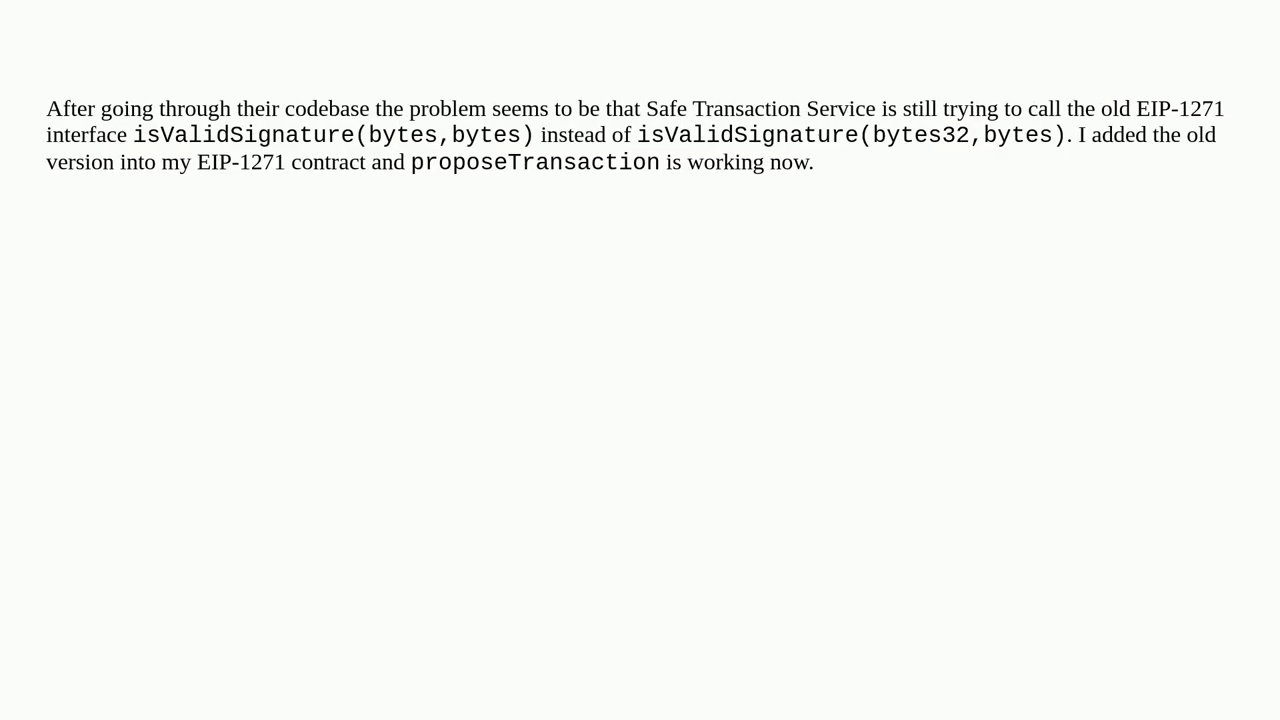 After going through their codebase the problem seems to be that Safe Transaction Service is still trying to call the old EIP-1271
interface isValidSignature(bytes,bytes) instead of isValidSignature(bytes32,bytes). I added the old
version into my EIP-1271 contract and proposeTransaction is working now.